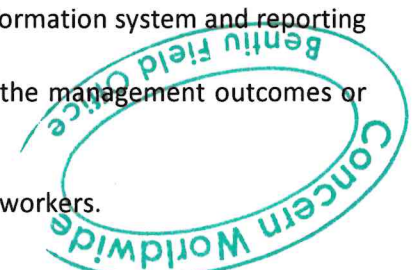 ormation system and reporting
the management outcomes or
workers.
Bentiu Field Office
Concern Worldwide